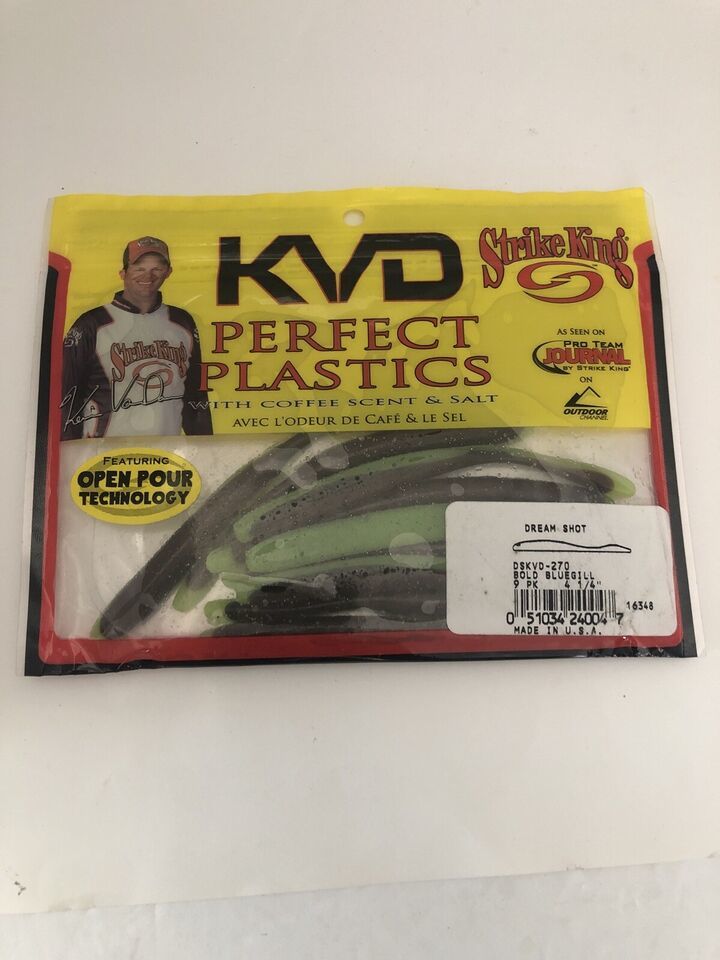 KVD
Strike King
PERFECT
PLASTICS
WITH COFFEE SCENT & SALT
AVEC L'ODEUR DE CAFÉ & LE SEL
AS SEEN ON
PRO TEAM
JOURNAL
BY STRIKE KING
ON
OUTDOOR
CHANNEL
Strike King
FEATURING
OPEN POUR
TECHNOLOGY
DREAM SHOT
DSKVD-270
BOLD BLUEGILL
9 PK 4 1/4"
16348
0 51034 24004 7
MADE IN U.S.A.